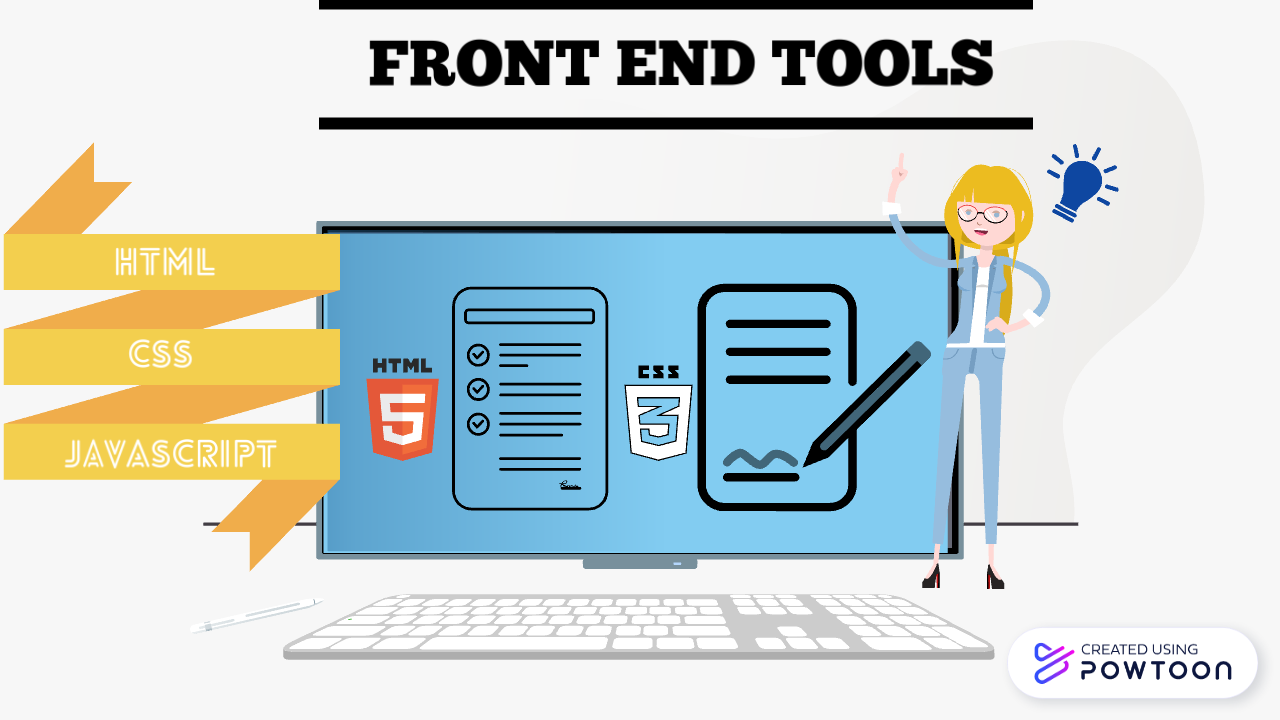 FRONT END TOOLS
HTML
CSS
JAVASCRIPT
HTML
5
CSS
3
CREATED USING
POWTOON